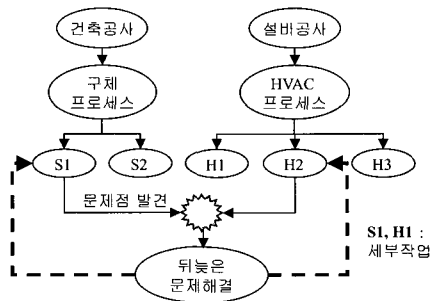 건축공사
설비공사
구체
프로세스
HVAC
프로세스
S1
S2
H1
H2
H3
문제점 발견
S1, H1 :
세부작업
뒤늦은
문제해결